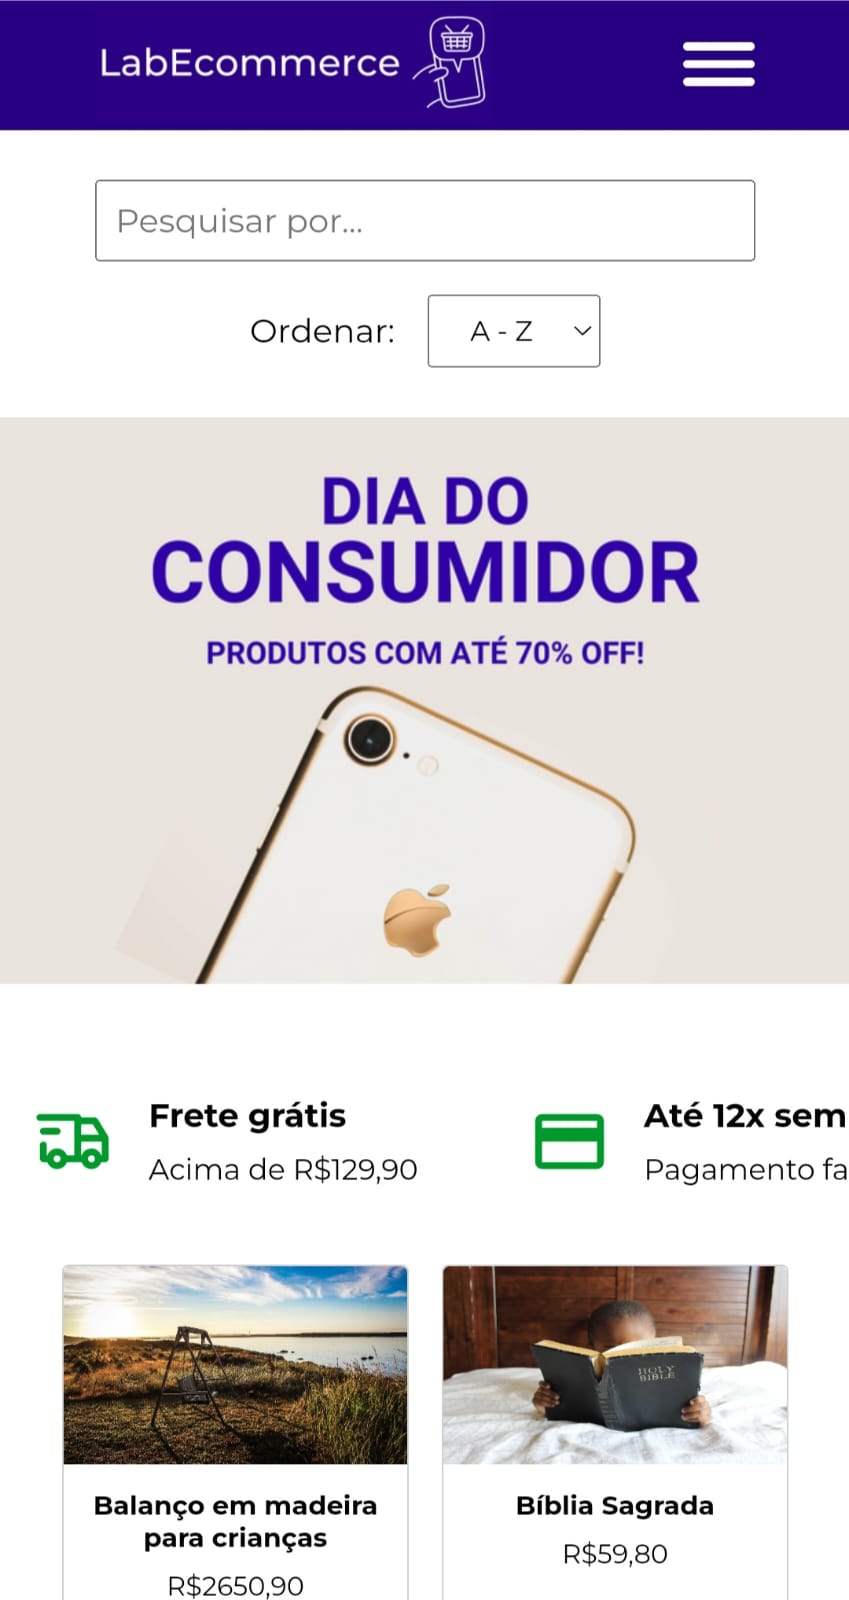 LabEcommerce
Pesquisar por...
Ordenar:
A - Z
DIA DO
CONSUMIDOR
PRODUTOS COM ATÉ 70% OFF!
Frete grátis
Acima de R$129,90
Até 12x sem
Pagamento fa
HOLY
BIBLE
Balanço em madeira
para crianças
R$2650,90
Bíblia Sagrada
R$59,80